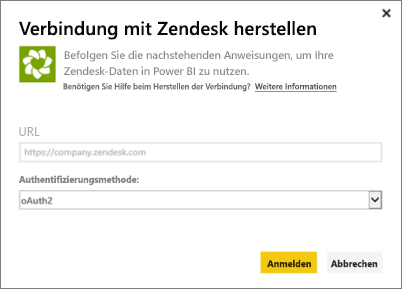 Verbindung mit Zendesk herstellen
Befolgen Sie die nachstehenden Anweisungen, um Ihre
Zendesk-Daten in Power BI zu nutzen.
Benötigen Sie Hilfe beim Herstellen der Verbindung? Weitere Informationen
URL
https://company.zendesk.com
Authentifizierungsmethode:
oAuth2
Anmelden Abbrechen